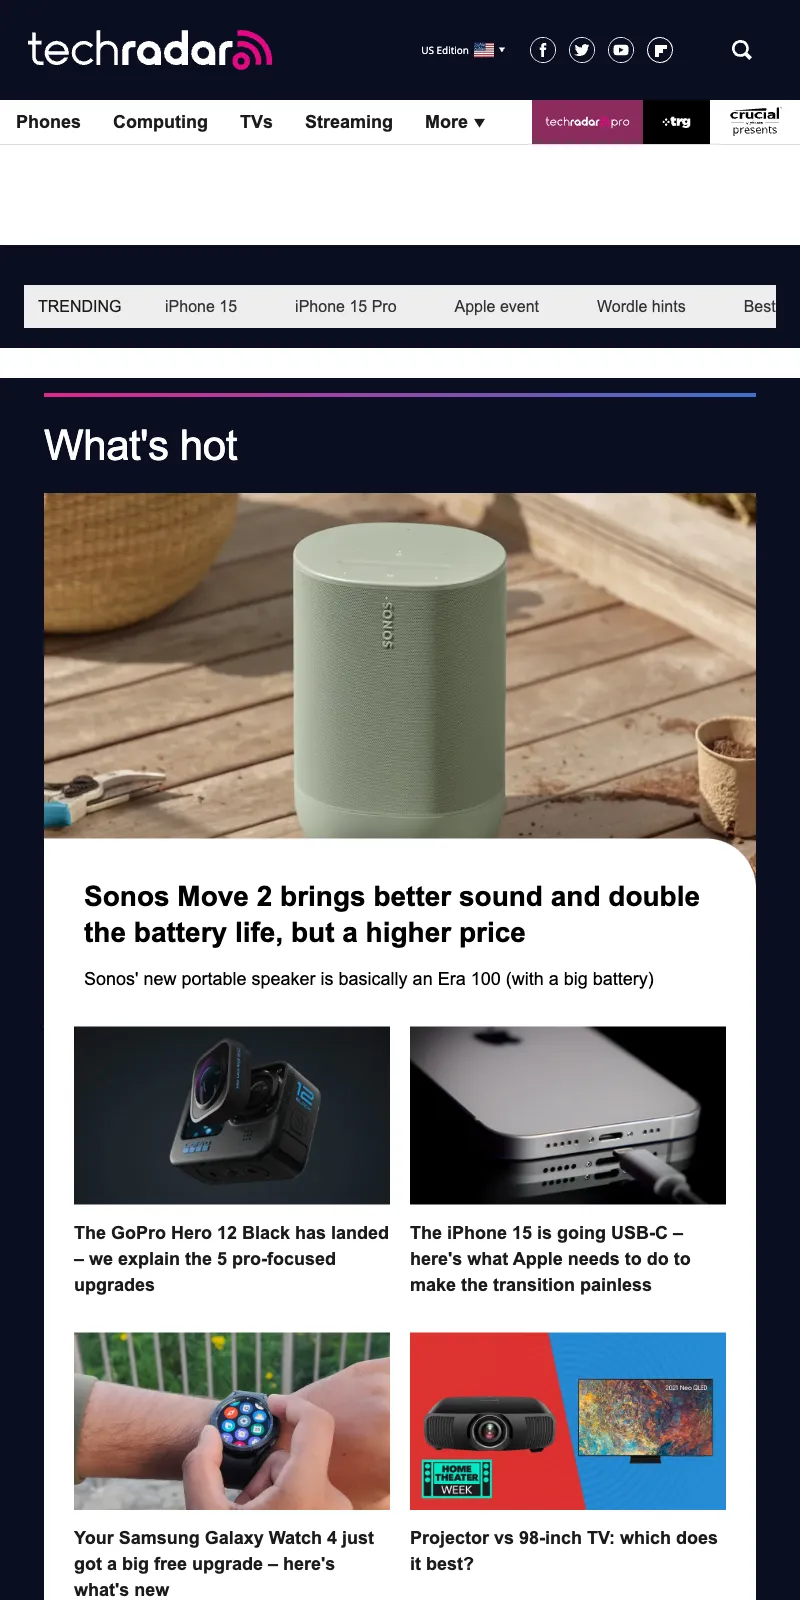 techradar
US Edition
Phones
Computing
TVs
Streaming
More
techradar pro
trg
crucial
presents
TRENDING
iPhone 15
iPhone 15 Pro
Apple event
Wordle hints
Best
What's hot
SONOS
Sonos Move 2 brings better sound and double
the battery life, but a higher price
Sonos' new portable speaker is basically an Era 100 (with a big battery)
12
The GoPro Hero 12 Black has landed
– we explain the 5 pro-focused
upgrades
The iPhone 15 is going USB-C –
here's what Apple needs to do to
make the transition painless
2021 Neo QLED
HOME
THEATER
WEEK
Your Samsung Galaxy Watch 4 just
got a big free upgrade – here's
what's new
Projector vs 98-inch TV: which does
it best?